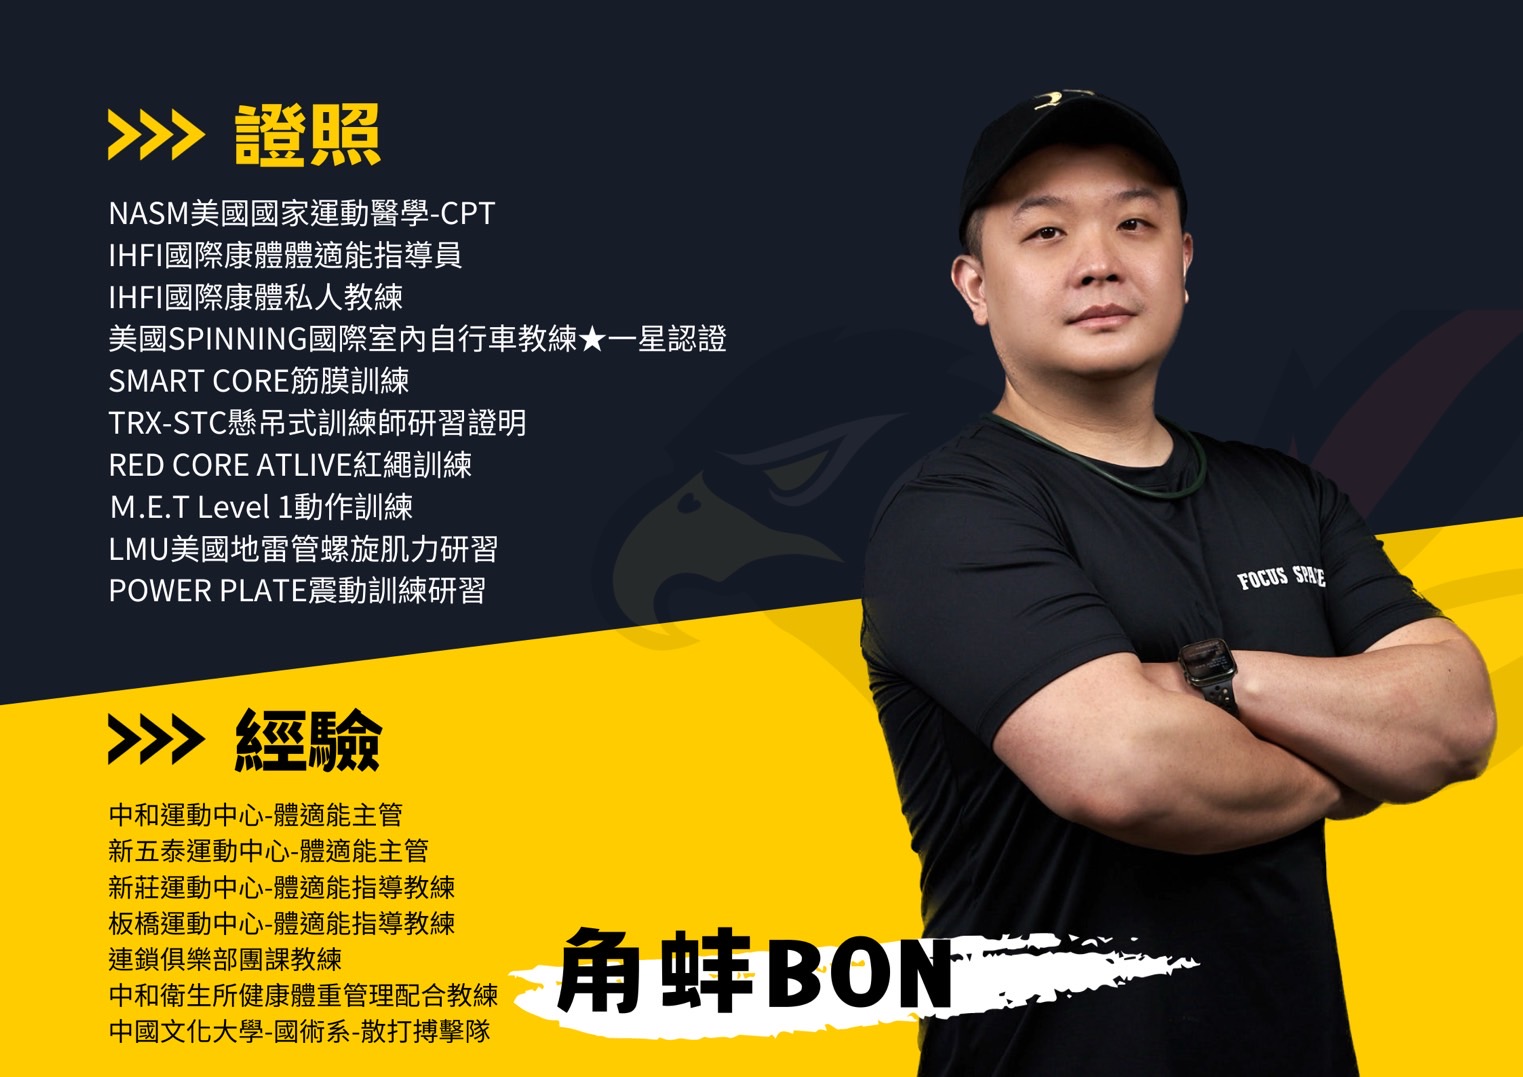 >>> 證照
NASM美國國家運動醫學-CPT
IHFI國際康體體適能指導員
IHFI國際康體私人教練
美國SPINNING國際室內自行車教練★一星認證
SMART CORE筋膜訓練
TRX-STC懸吊式訓練師研習證明
RED CORE ATLIVE紅繩訓練
M.E.T Level 1動作訓練
LMU美國地雷管螺旋肌力研習
POWER PLATE震動訓練研習
FOCUS SPACE
>>> 經驗
中和運動中心-體適能主管
新五泰運動中心-體適能主管
新莊運動中心-體適能指導教練
板橋運動中心-體適能指導教練
連鎖俱樂部團課教練
中和衛生所健康體重管理配合教練
中國文化大學-國術系-散打搏擊隊
角蚌BON